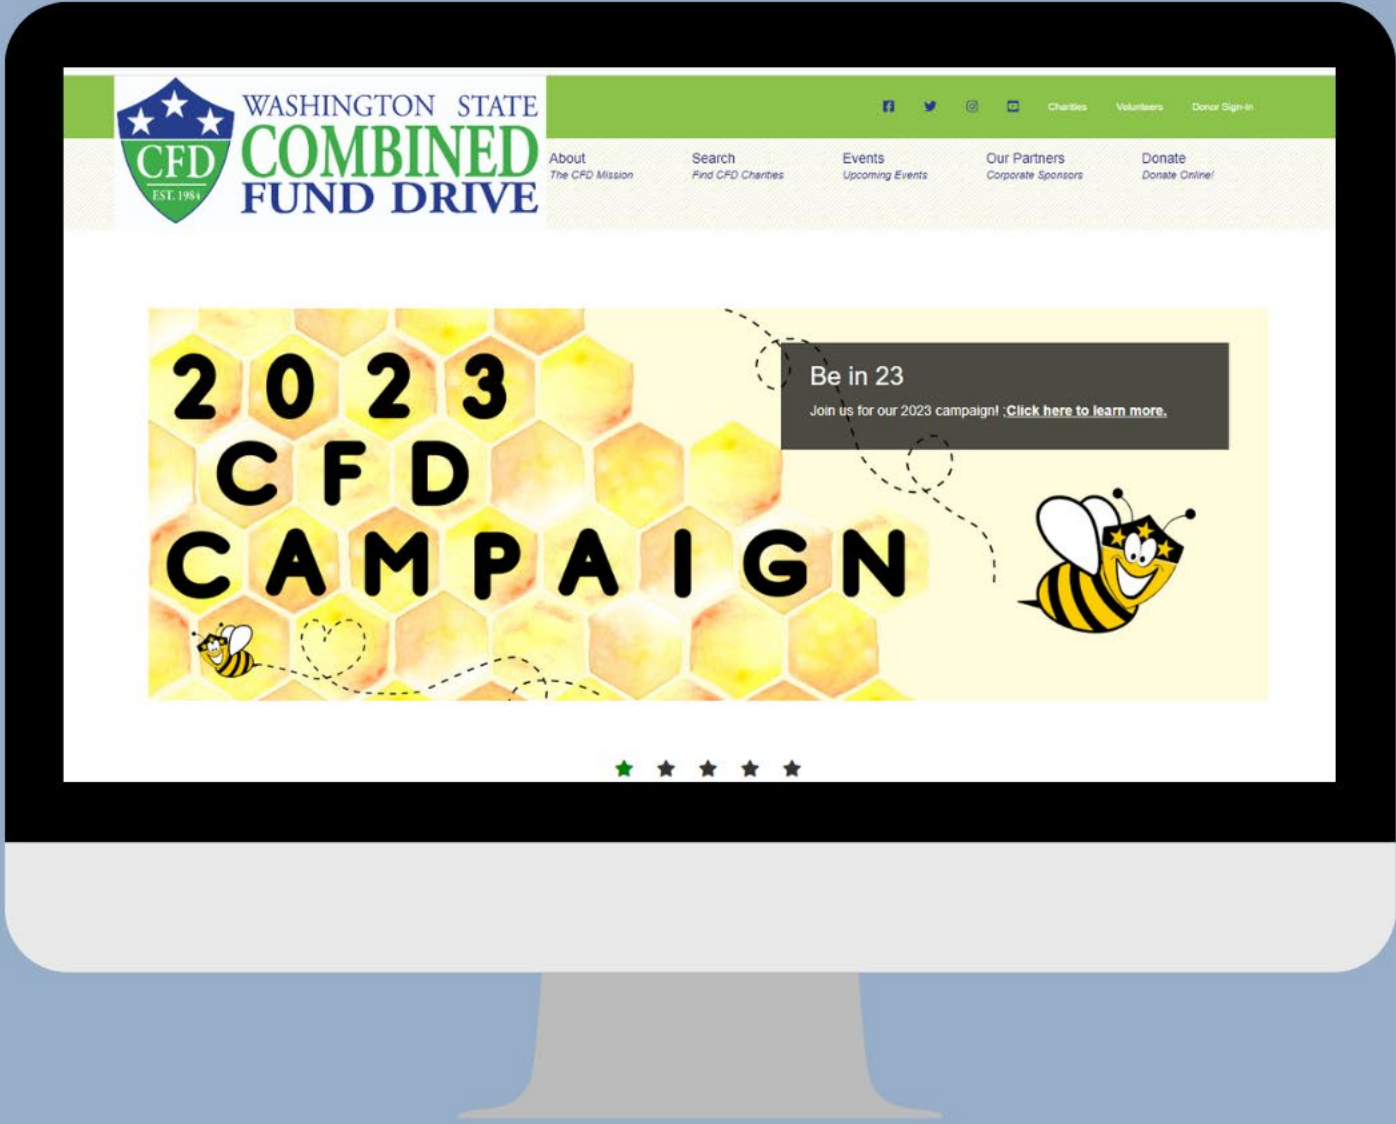 WASHINGTON STATE
COMBINED
FUND DRIVE
CFD
EST. 1984
Charities Volunteers Donor Sign-In
About Search Events Our Partners Donate
The CFD Mission Find CFD Charities Upcoming Events Corporate Sponsors Donate Online!
2023
CFD
CAMPAIGN
Be in 23
Join us for our 2023 campaign! :Click here to learn more.